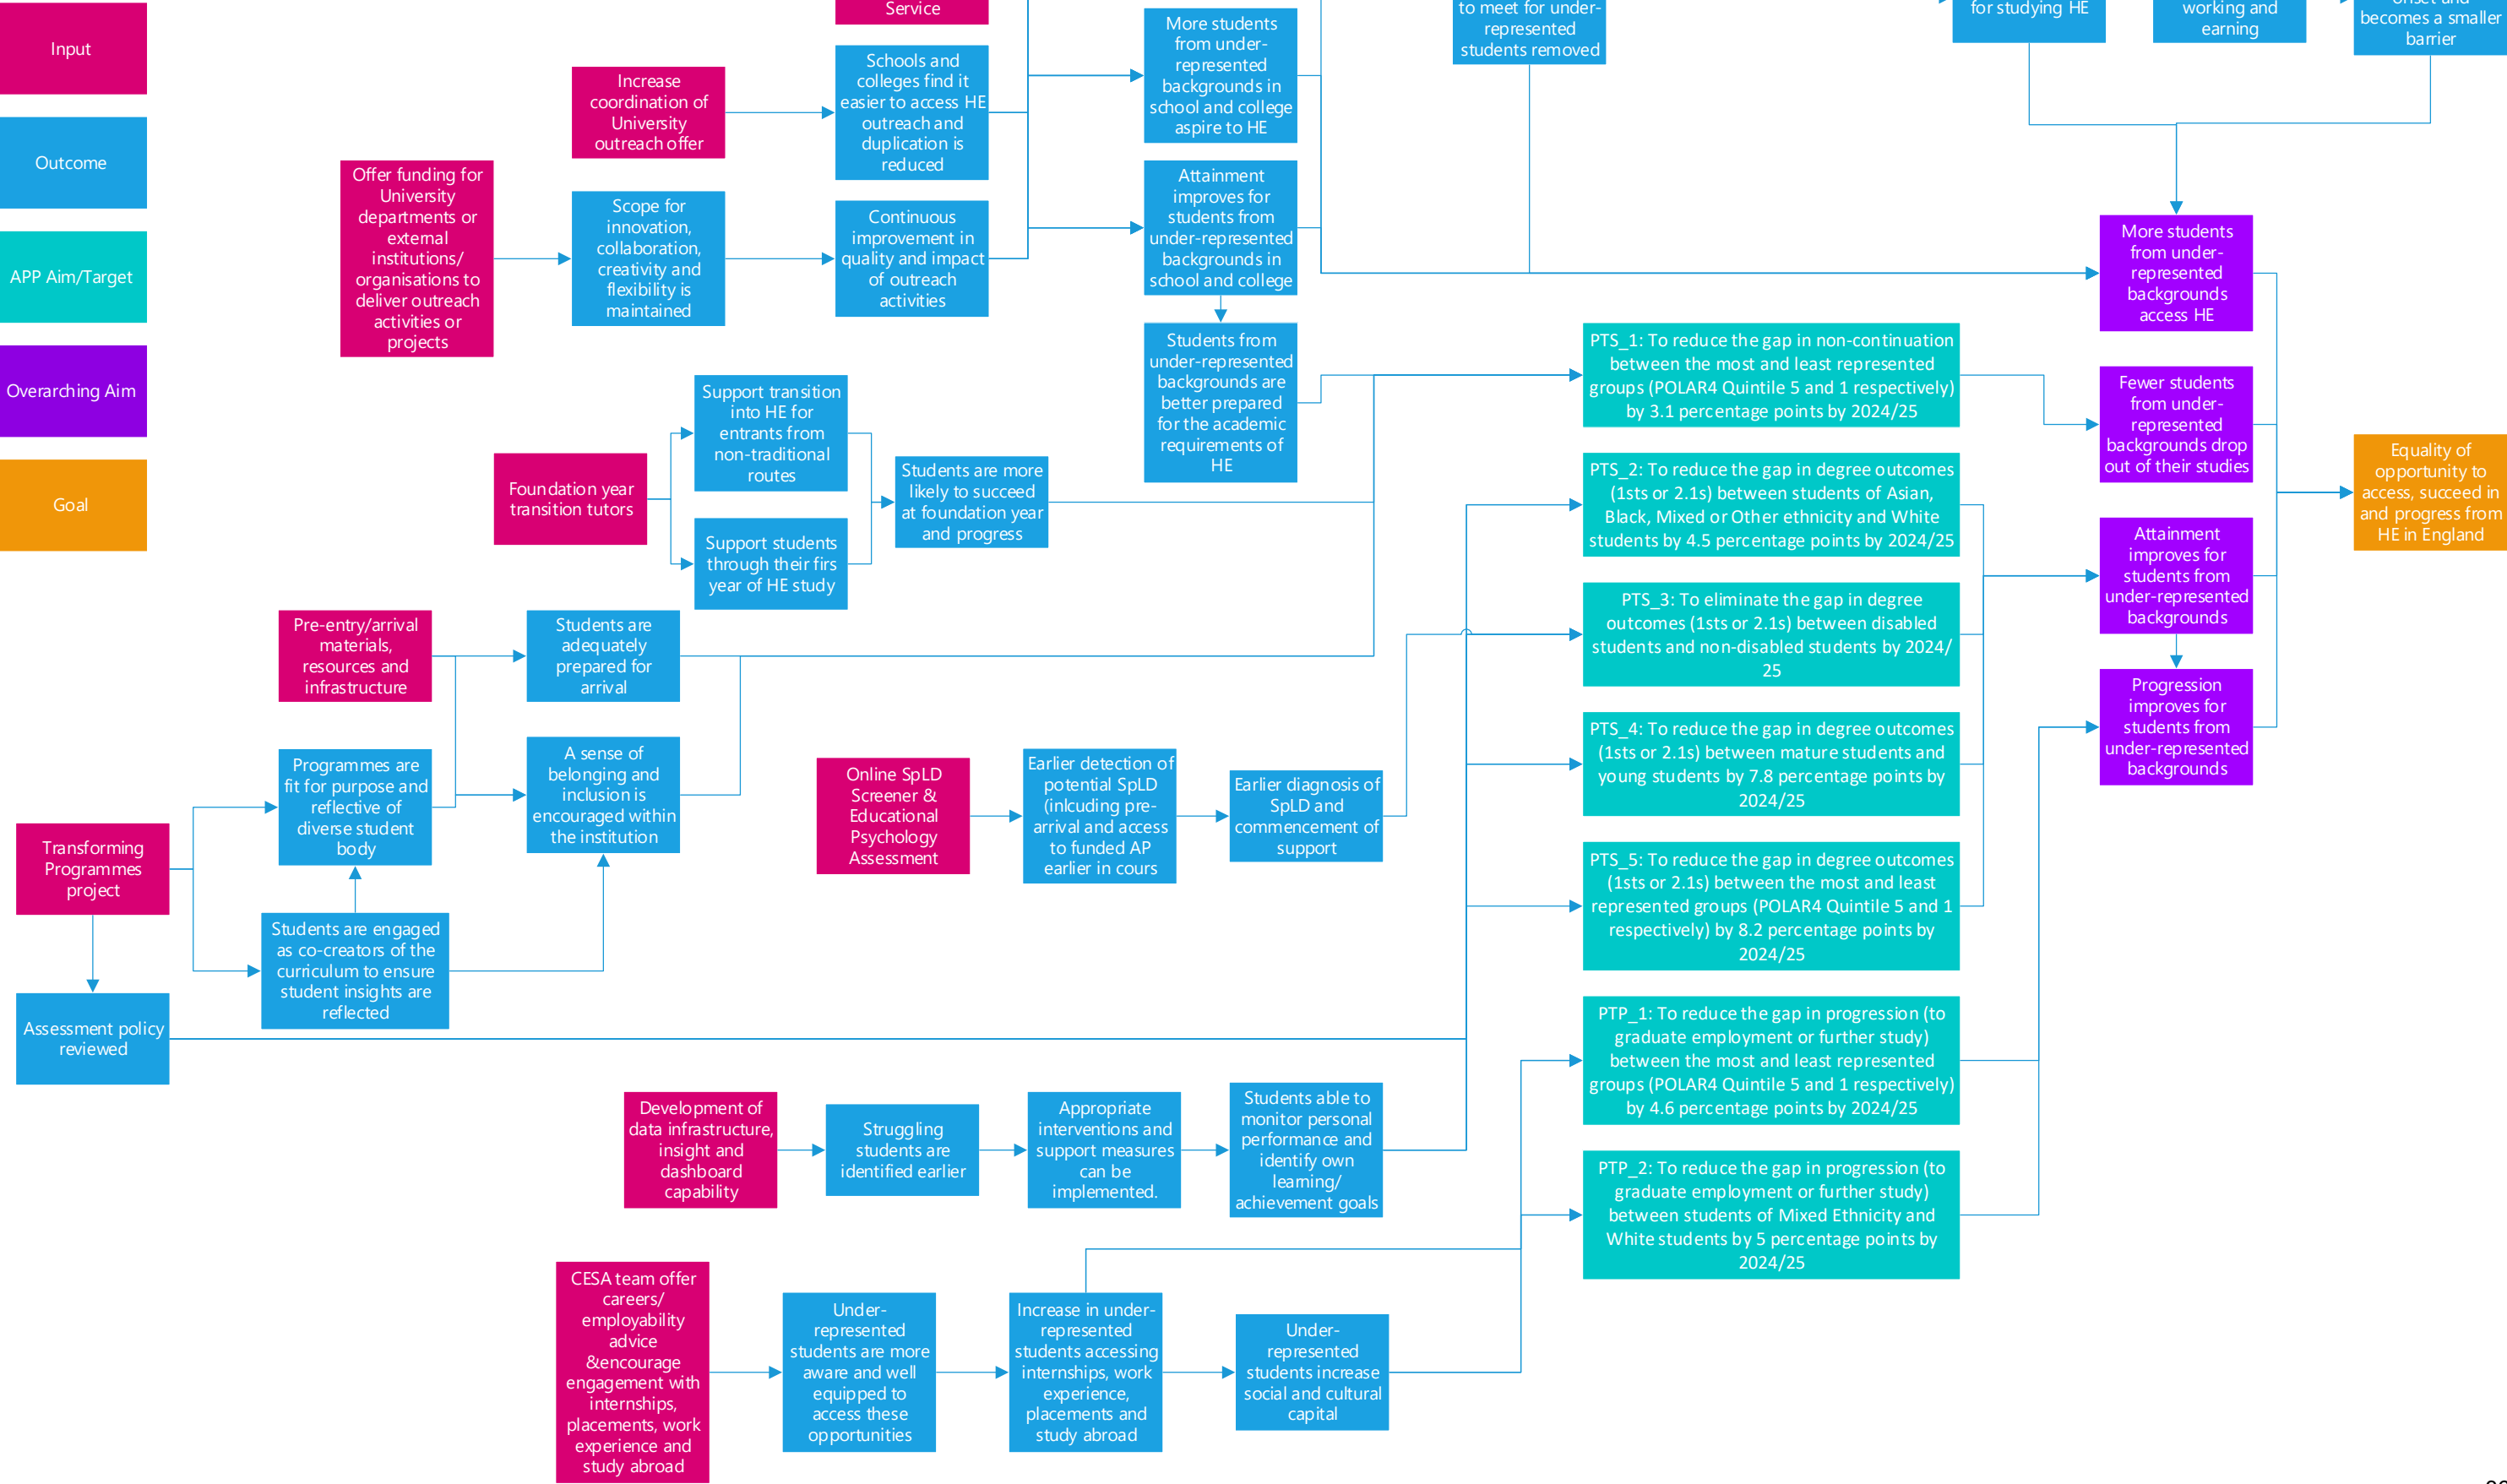 Input
Outcome
APP Aim/Target
Overarching Aim
Goal
Service
Increase
coordination of
University
outreach offer
Schools and
colleges find it
easier to access HE
outreach and
duplication is
reduced
More students
from under-
represented
backgrounds in
school and college
aspire to HE
to meet for under-
represented
students removed
for studying HE
working and
earning
becomes a smaller
barrier
Offer funding for
University
departments or
external
institutions/
organisations to
deliver outreach
activities or
projects
Scope for
innovation,
collaboration,
creativity and
flexibility is
maintained
Continuous
improvement in
quality and impact
of outreach
activities
Attainment
improves for
students from
under-represented
backgrounds in
school and college
More students
from under-
represented
backgrounds
access HE
Students from
under-represented
backgrounds are
better prepared
for the academic
requirements of
HE
PTS_1: To reduce the gap in non-continuation
between the most and least represented
groups (POLAR4 Quintile 5 and 1 respectively)
by 3.1 percentage points by 2024/25
Fewer students
from under-
represented
backgrounds drop
out of their studies
Foundation year
transition tutors
Support transition
into HE for
entrants from
non-traditional
routes
Support students
through their firs
year of HE study
Students are more
likely to succeed
at foundation year
and progress
PTS_2: To reduce the gap in degree outcomes
(1sts or 2.1s) between students of Asian,
Black, Mixed or Other ethnicity and White
students by 4.5 percentage points by 2024/25
Equality of
opportunity to
access, succeed in
and progress from
HE in England
Attainment
improves for
students from
under-represented
backgrounds
PTS_3: To eliminate the gap in degree
outcomes (1sts or 2.1s) between disabled
students and non-disabled students by 2024/
25
Pre-entry/arrival
materials,
resources and
infrastructure
Students are
adequately
prepared for
arrival
Progression
improves for
students from
under-represented
backgrounds
PTS_4: To reduce the gap in degree outcomes
(1sts or 2.1s) between mature students and
young students by 7.8 percentage points by
2024/25
Programmes are
fit for purpose and
reflective of
diverse student
body
A sense of
belonging and
inclusion is
encouraged within
the institution
Online SpLD
Screener &
Educational
Psychology
Assessment
Earlier detection of
potential SpLD
(inlcuding pre-
arrival and access
to funded AP
earlier in cours
Earlier diagnosis of
SpLD and
commencement of
support
Transforming
Programmes
project
PTS_5: To reduce the gap in degree outcomes
(1sts or 2.1s) between the most and least
represented groups (POLAR4 Quintile 5 and 1
respectively) by 8.2 percentage points by
2024/25
Students are engaged
as co-creators of the
curriculum to ensure
student insights are
reflected
Assessment policy
reviewed
PTP_1: To reduce the gap in progression (to
graduate employment or further study)
between the most and least represented
groups (POLAR4 Quintile 5 and 1 respectively)
by 4.6 percentage points by 2024/25
Development of
data infrastructure,
insight and
dashboard
capability
Struggling
students are
identified earlier
Appropriate
interventions and
support measures
can be
implemented.
Students able to
monitor personal
performance and
identify own
learning/
achievement goals
PTP_2: To reduce the gap in progression (to
graduate employment or further study)
between students of Mixed Ethnicity and
White students by 5 percentage points by
2024/25
CESA team offer
careers/
employability
advice
&encourage
engagement with
internships,
placements, work
experience and
study abroad
Under-
represented
students are more
aware and well
equipped to
access these
opportunities
Increase in under-
represented
students accessing
internships, work
experience,
placements and
study abroad
Under-
represented
students increase
social and cultural
capital